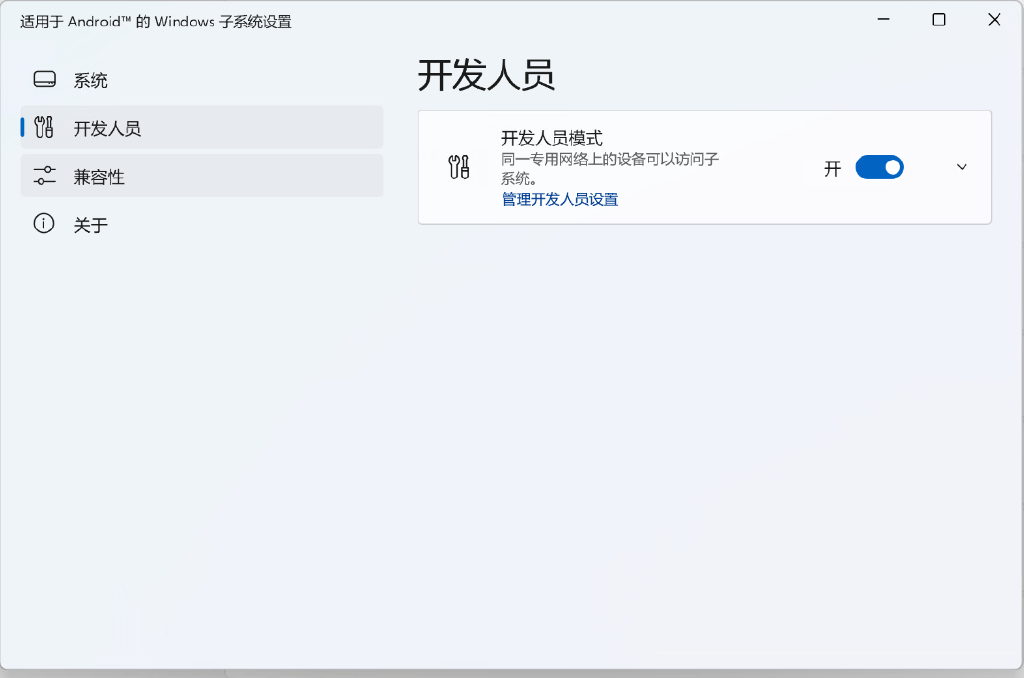 适用于 Android™ 的 Windows 子系统设置
系统
开发人员
兼容性
关于
开发人员
开发人员模式
同一专用网络上的设备可以访问子
系统。
管理开发人员设置
开